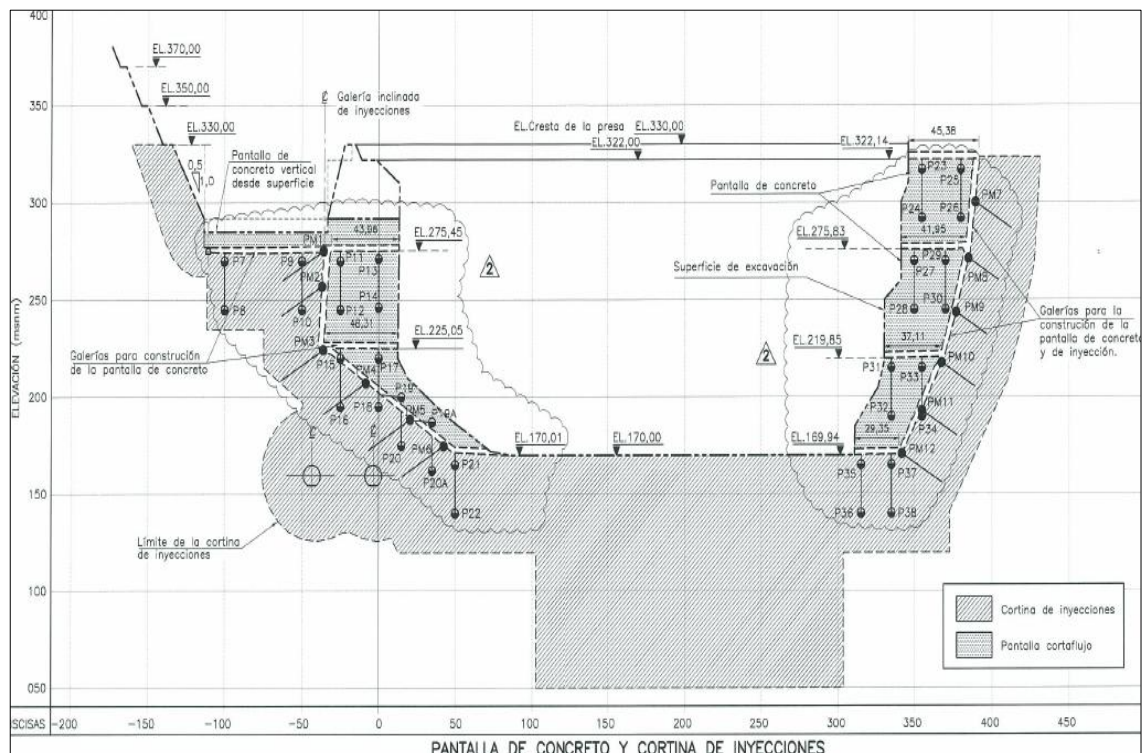 400
EL.370,00
EL.350,00
350
EL.330,00
Galería inclinada
de inyecciones
EL.Cresta de la presa EL.330,00
EL.322,00
EL.322,14
45,38
0,5
1,0
Pantalla de
concreto vertical
desde superficie
Pantalla de concreto
P23
P25
P24
P26
PM7
300
43,98
EL.275,45
41,95
EL.275,83
PM1
P7
P9
P11
P13
PM2
P29
P27
PM8
Superficie de excavación
2
250
P8
P10
P12
P14
P28
P30
PM9
48,31
EL.225,05
37,11
EL.219,85
2
Galerías para la
construción de la
pantalla de concreto
y de inyección.
PM3
Galerías para construción
de la pantalla de concreto
P15
P17
PM4
P31
P33
PM10
ELEVACIÓN (msnm)
200
P16
P18
P19
P19A
PM5
P32
PM11
P34
29,35
P20
PM6
EL.170,01
EL.170,00
EL.169,94
PM12
P21
P20A
P35
P37
150
P22
P36
P38
Límite de la cortina
de inyecciones
100
Cortina de inyecciones
Pantalla cortaflujo
050
SCISAS -200 -150 -100 -50 0 50 100 150 200 250 300 350 400 450
PANTALLA DE CONCRETO Y CORTINA DE INYECCIONES